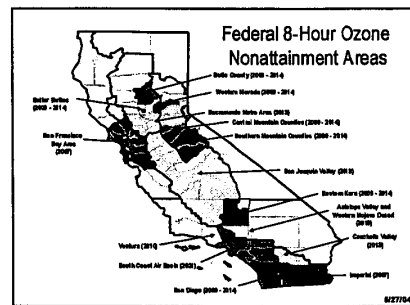 Federal 8-Hour Ozone
Nonattainment Areas
Butte County (2009 - 2014)
Western Nevada (2009 - 2014)
Sutter Buttes
(2009 - 2014)
Sacramento Metro Area (2013)
Central Mountain Counties (2009 - 2014)
Southern Mountain Counties (2009 - 2014)
San Francisco
Bay Area
(2007)
San Joaquin Valley (2013)
Eastern Kern (2009 - 2014)
Antelope Valley and
Western Mojave Desert
(2010)
Ventura (2010)
Coachella Valley
(2013)
South Coast Air Basin (2021)
San Diego (2009 - 2014)
Imperial (2007)